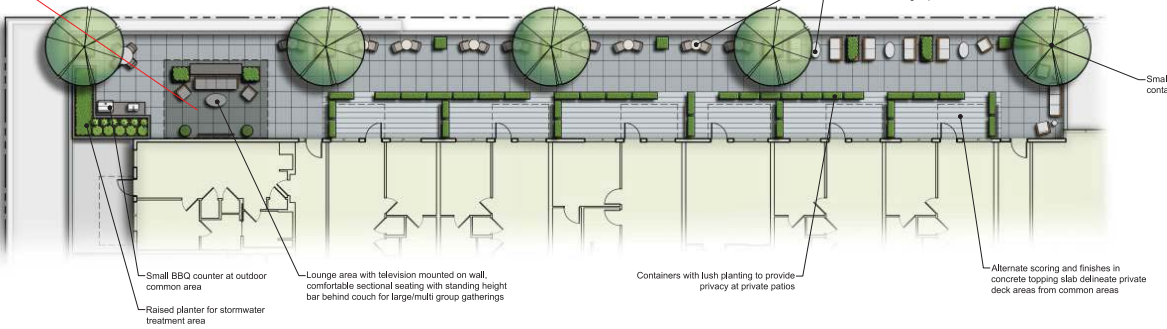 Smal
conta
Small BBQ counter at outdoor
common area
Raised planter for stormwater
treatment area
Lounge area with television mounted on wall,
comfortable sectional seating with standing height
bar behind couch for large/multi group gatherings
Containers with lush planting to provide
privacy at private patios
Alternate scoring and finishes in
concrete topping slab delineate private
deck areas from common areas